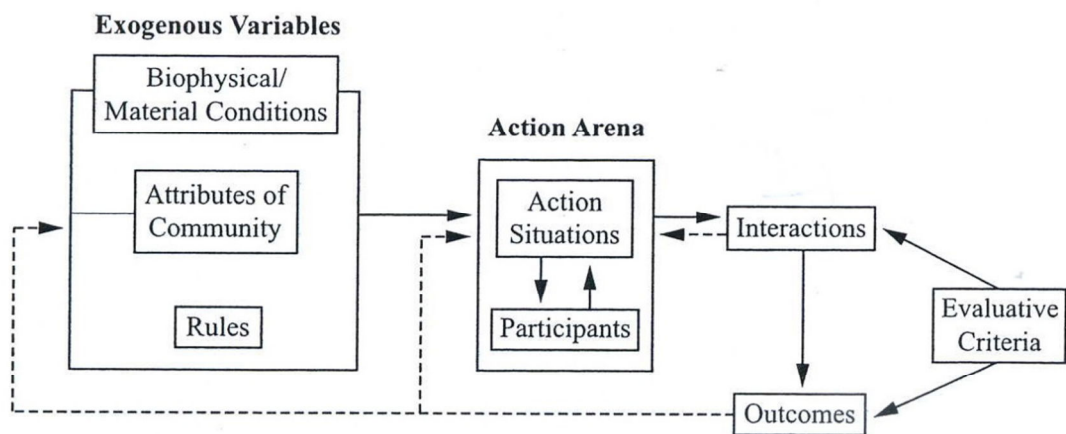 Exogenous Variables
Biophysical/
Material Conditions
Attributes of
Community
Rules
Action Arena
Action
Situations
Participants
Interactions
Outcomes
Evaluative
Criteria